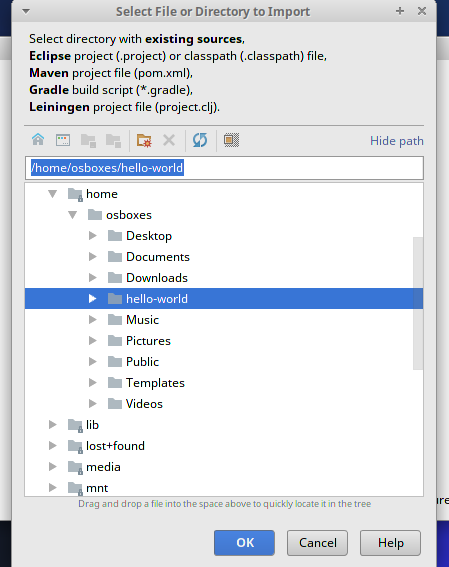 Select File or Directory to Import
Select directory with existing sources,
Eclipse project (.project) or classpath (.classpath) file,
Maven project file (pom.xml),
Gradle build script (*.gradle),
Leiningen project file (project.clj).
Hide path
/home/osboxes/hello-world
home
osboxes
Desktop
Documents
Downloads
hello-world
Music
Pictures
Public
Templates
Videos
lib
lost+found
media
mnt
Drag and drop a file into the space above to quickly locate it in the tree
OK Cancel Help